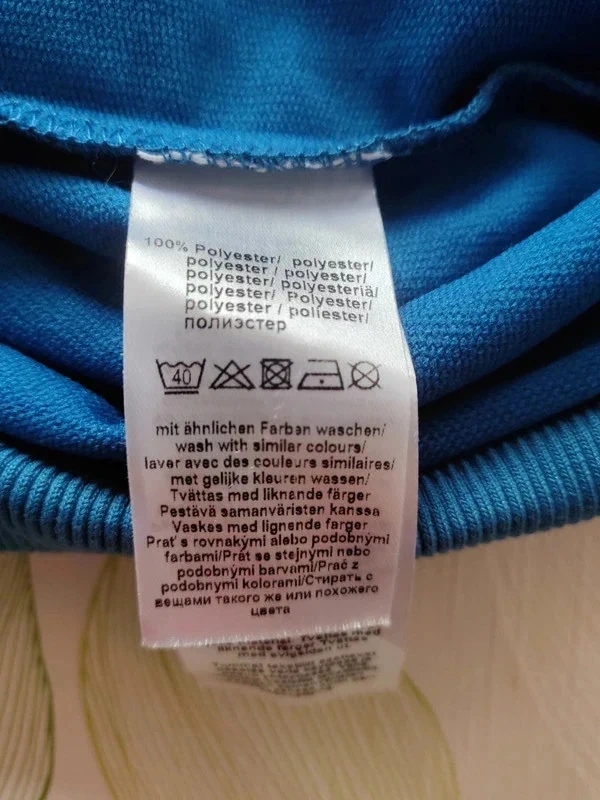 100% Polyester/ polyester/
polyester / polyester/
polyester/ polyesteriä/
polyester/ Polyester/
polyester / poliester/
полиэстер
40
mit ähnlichen Farben waschen/
wash with similar colours/
laver avec des couleurs similaires/
met gelijke kleuren wassen/
Tvättas med liknande färger
Pestävä samanväristen kanssa
Vaskes med lignende farger
Prat' s rovnakými alebo podobnými
farbami/Prát se stejnými nebo
podobnými barvami/Prać z
podobnymi kolorami/Стирать с
вещами такого же или похожего
цвета
liknande färger